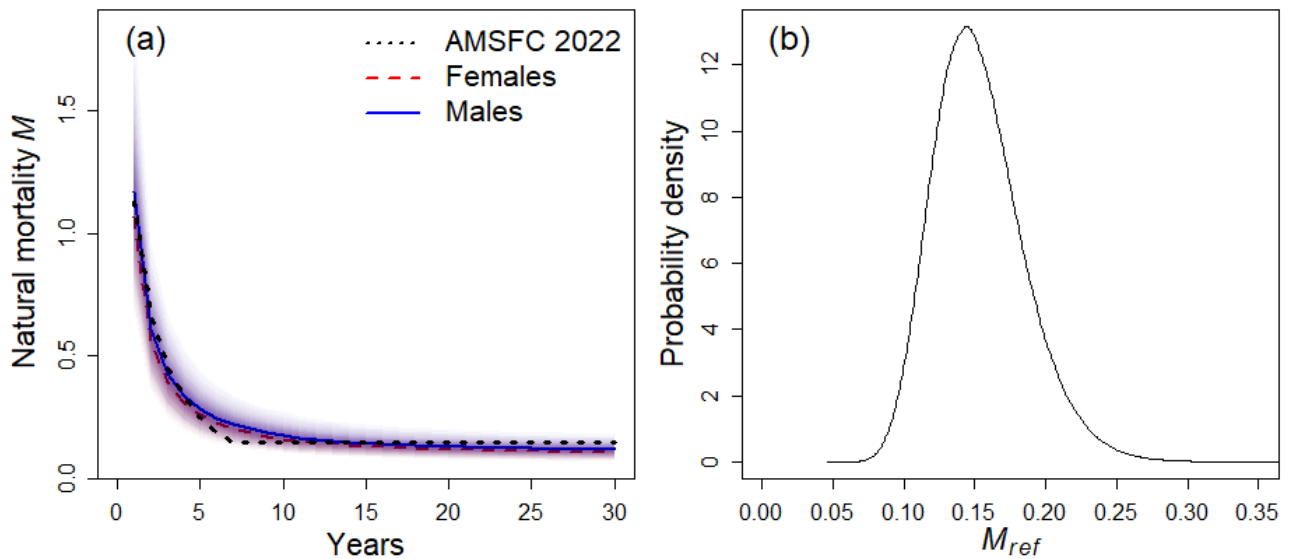 (a)
AMSFC 2022
Females
Males
Natural mortality M
0.0 0.5 1.0 1.5
0 5 10 15 20 25 30
Years
(b)
Probability density
0 2 4 6 8 10 12
0.00 0.05 0.10 0.15 0.20 0.25 0.30 0.35
M_ref